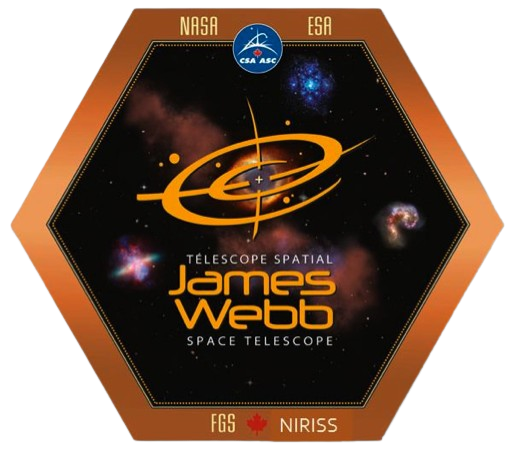 NASA ESA
CSA ASC
TÉLESCOPE SPATIAL
James
Webb
SPACE TELESCOPE
FGS NIRISS